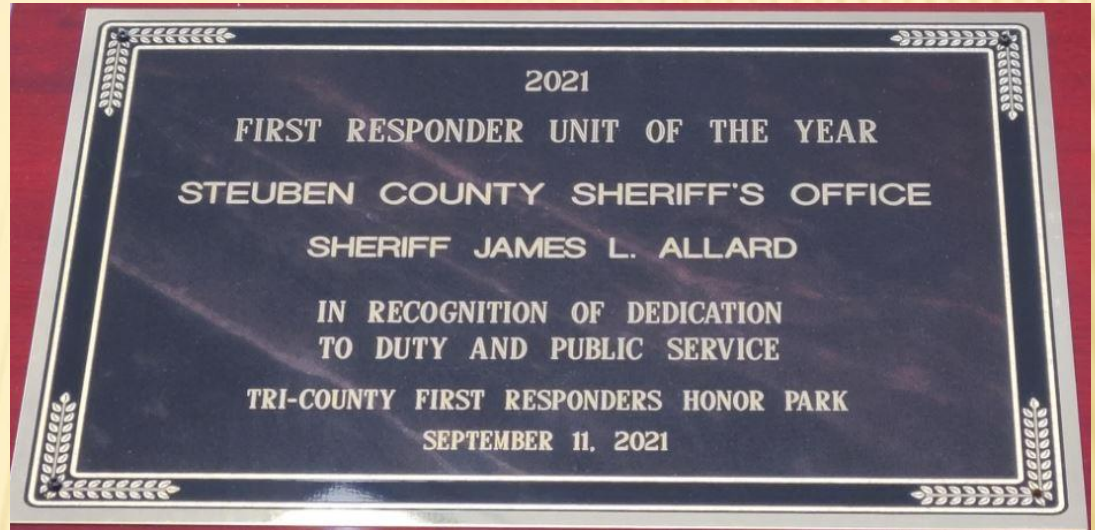 2021
FIRST RESPONDER UNIT OF THE YEAR
STEUBEN COUNTY SHERIFF'S OFFICE
SHERIFF JAMES L. ALLARD
IN RECOGNITION OF DEDICATION
TO DUTY AND PUBLIC SERVICE
TRI-COUNTY FIRST RESPONDERS HONOR PARK
SEPTEMBER 11, 2021